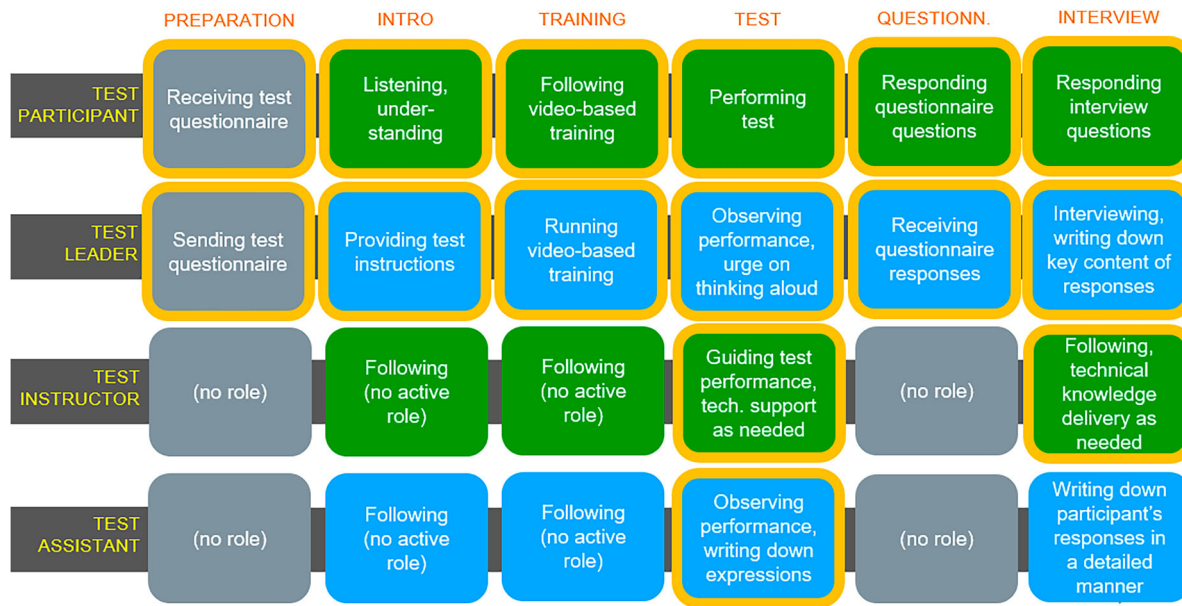 PREPARATION INTRO TRAINING TEST QUESTIONN. INTERVIEW
TEST
PARTICIPANT
Receiving test
questionnaire
Listening,
under-
standing
Following
video-based
training
Performing
test
Responding
questionnaire
questions
Responding
interview
questions
TEST
LEADER
Sending test
questionnaire
Providing test
instructions
Running
video-based
training
Observing
performance,
urge on
thinking aloud
Receiving
questionnaire
responses
Interviewing,
writing down
key content of
responses
TEST
INSTRUCTOR
(no role)
Following
(no active
role)
Following
(no active
role)
Guiding test
performance,
tech. support
as needed
(no role)
Following,
technical
knowledge
delivery as
needed
TEST
ASSISTANT
(no role)
Following
(no active
role)
Following
(no active
role)
Observing
performance,
writing down
expressions
(no role)
Writing down
participant's
responses in
a detailed
manner